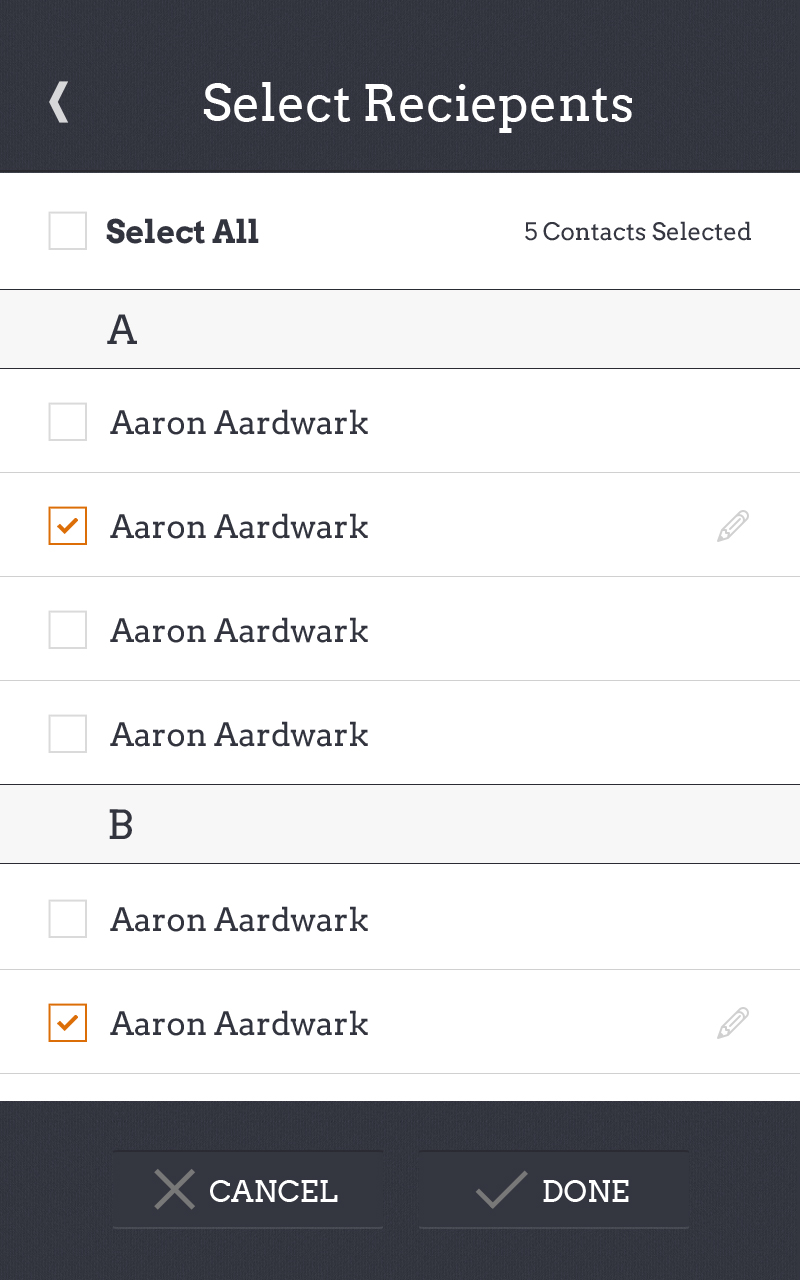 Select Reciepents
Select All
5 Contacts Selected
A
Aaron Aardwark
Aaron Aardwark
Aaron Aardwark
Aaron Aardwark
B
Aaron Aardwark
Aaron Aardwark
CANCEL
DONE